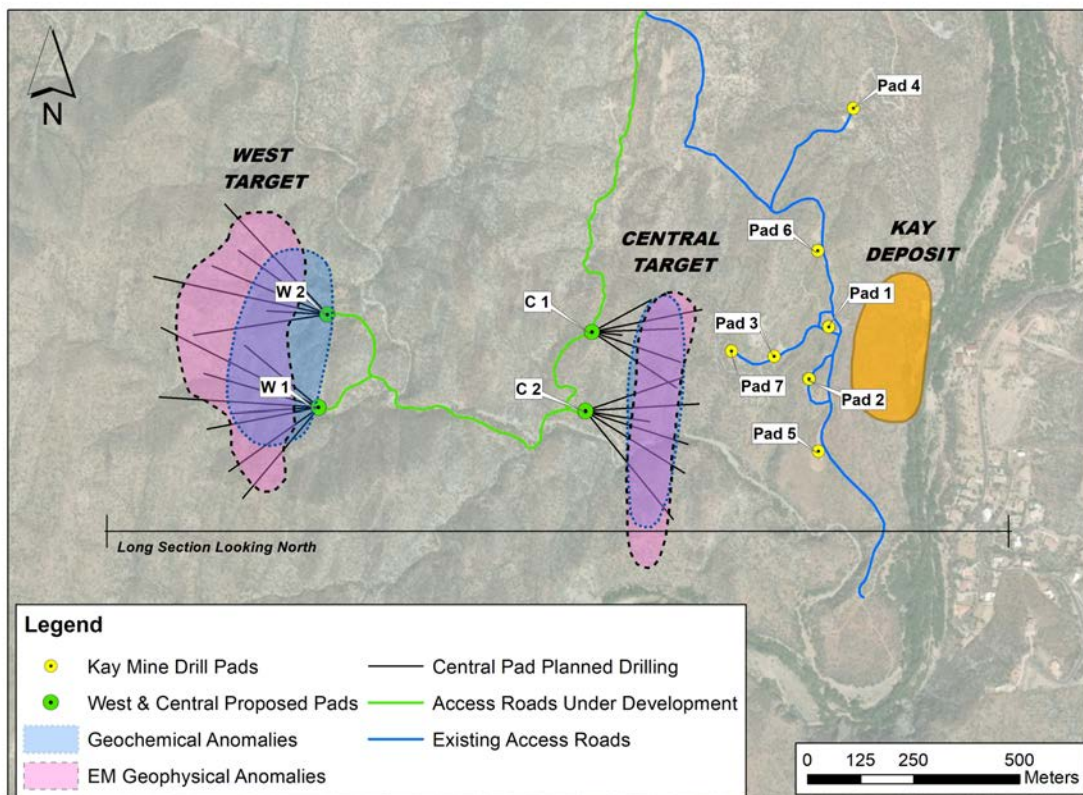 N
WEST
TARGET
CENTRAL
TARGET
KAY
DEPOSIT
Pad 4
Pad 6
Pad 1
Pad 3
Pad 7
Pad 2
Pad 5
W 2
W 1
C 1
C 2
Long Section Looking North
Legend
Kay Mine Drill Pads
West & Central Proposed Pads
Geochemical Anomalies
EM Geophysical Anomalies
Central Pad Planned Drilling
Access Roads Under Development
Existing Access Roads
0 125 250 500
Meters